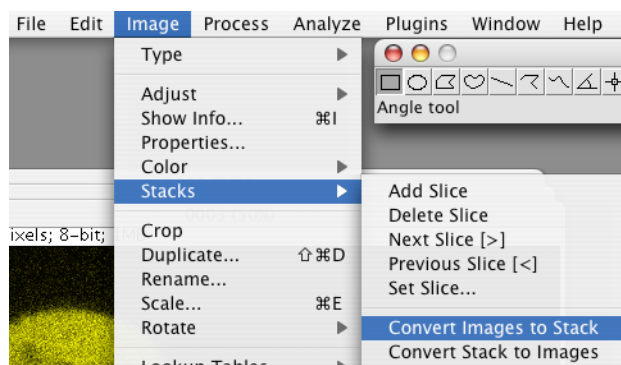 File Edit Image Process Analyze Plugins Window Help
Type
Adjust
Show Info... ⌘I
Properties...
Color
Stacks
Crop
Duplicate... ⇧⌘D
Rename...
Scale... ⌘E
Rotate
Lookup Tables
Angle tool
Add Slice
Delete Slice
Next Slice [>]
Previous Slice [<]
Set Slice...
Convert Images to Stack
Convert Stack to Images
ixels; 8-bit;